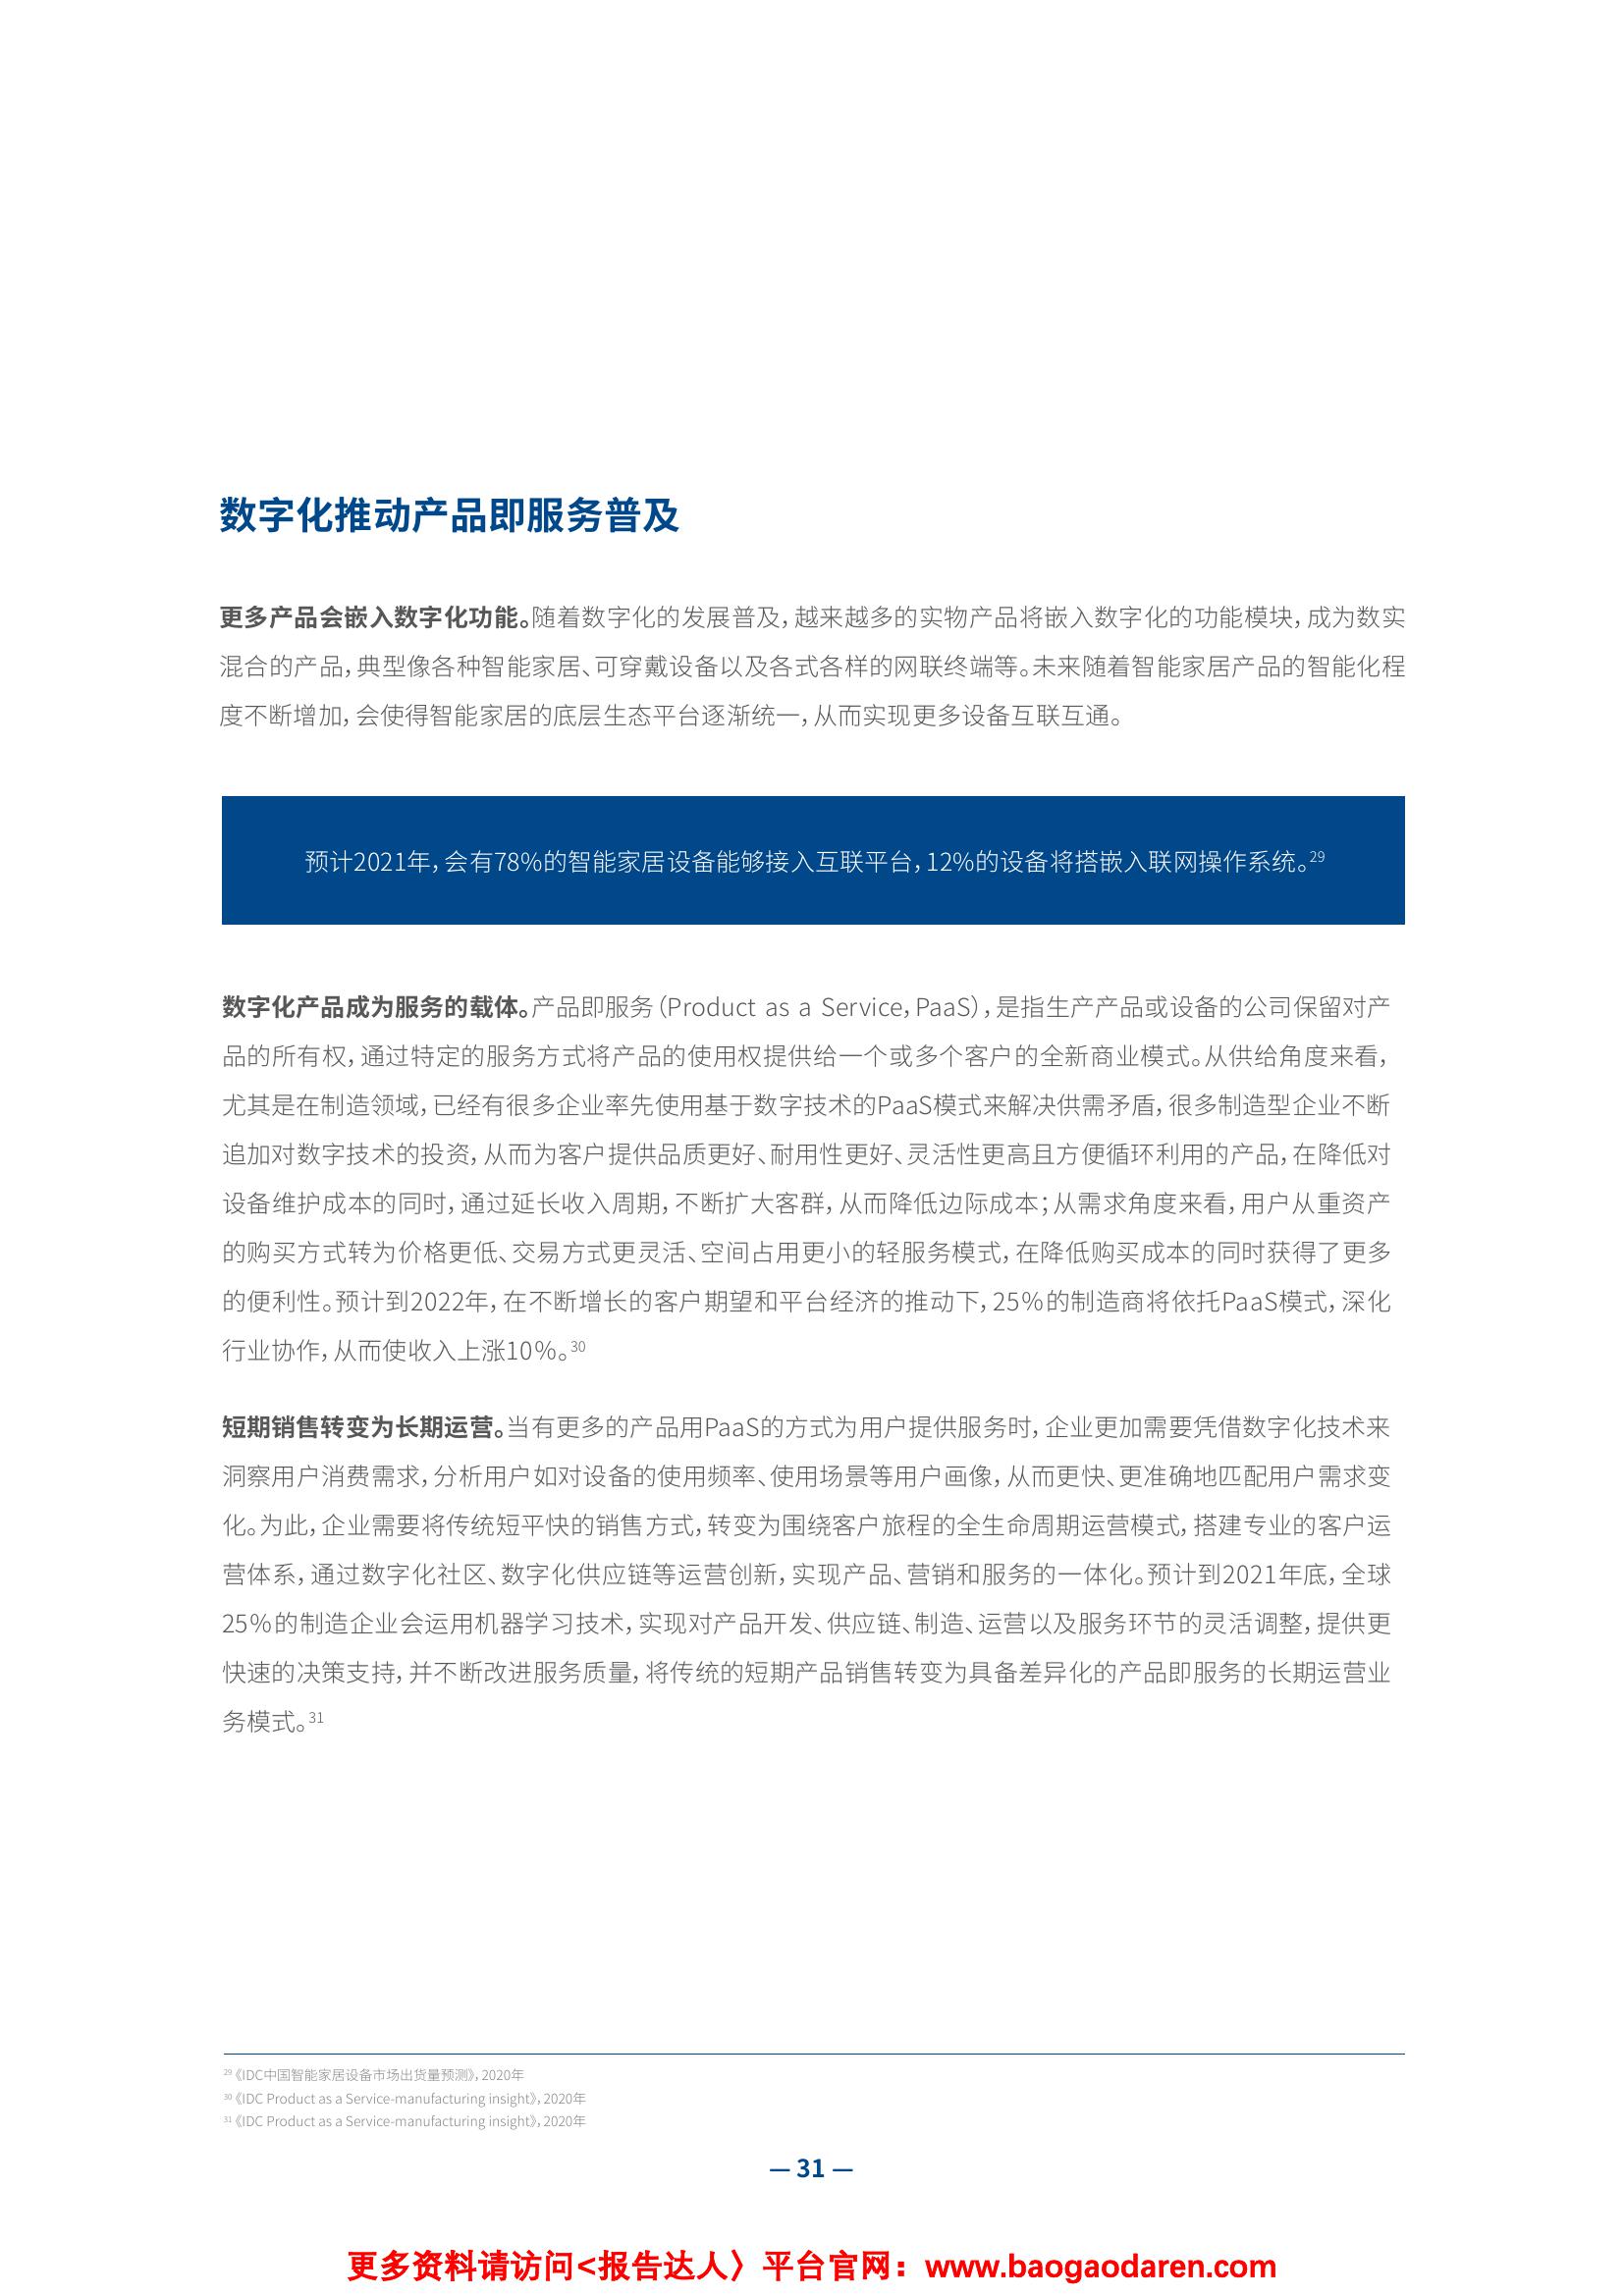 数字化推动产品即服务普及
更多产品会嵌入数字化功能。随着数字化的发展普及，越来越多的实物产品将嵌入数字化的功能模块，成为数实
混合的产品，典型像各种智能家居、可穿戴设备以及各式各样的网联终端等。未来随着智能家居产品的智能化程
度不断增加，会使得智能家居的底层生态平台逐渐统一，从而实现更多设备互联互通。
预计2021年，会有78%的智能家居设备能够接入互联平台，12%的设备将搭嵌入联网操作系统。29
数字化产品成为服务的载体。产品即服务（Product as a Service，PaaS），是指生产产品或设备的公司保留对产
品的所有权，通过特定的服务方式将产品的使用权提供给一个或多个客户的全新商业模式。从供给角度来看，
尤其是在制造领域，已经有很多企业率先使用基于数字技术的PaaS模式来解决供需矛盾，很多制造型企业不断
追加对数字技术的投资，从而为客户提供品质更好、耐用性更好、灵活性更高且方便循环利用的产品，在降低对
设备维护成本的同时，通过延长收入周期，不断扩大客群，从而降低边际成本；从需求角度来看，用户从重资产
的购买方式转为价格更低、交易方式更灵活、空间占用更小的轻服务模式，在降低购买成本的同时获得了更多
的便利性。预计到2022年，在不断增长的客户期望和平台经济的推动下，25%的制造商将依托PaaS模式，深化
行业协作，从而使收入上涨10%。30
短期销售转变为长期运营。当有更多的产品用PaaS的方式为用户提供服务时，企业更加需要凭借数字化技术来
洞察用户消费需求，分析用户如对设备的使用频率、使用场景等用户画像，从而更快、更准确地匹配用户需求变
化。为此，企业需要将传统短平快的销售方式，转变为围绕客户旅程的全生命周期运营模式，搭建专业的客户运
营体系，通过数字化社区、数字化供应链等运营创新，实现产品、营销和服务的一体化。预计到2021年底，全球
25%的制造企业会运用机器学习技术，实现对产品开发、供应链、制造、运营以及服务环节的灵活调整，提供更
快速的决策支持，并不断改进服务质量，将传统的短期产品销售转变为具备差异化的产品即服务的长期运营业
务模式。31
29《IDC中国智能家居设备市场出货量预测》，2020年
30《IDC Product as a Service-manufacturing insight》，2020年
31《IDC Product as a Service-manufacturing insight》，2020年
— 31 —
更多资料请访问<报告达人〉平台官网：www.baogaodaren.com